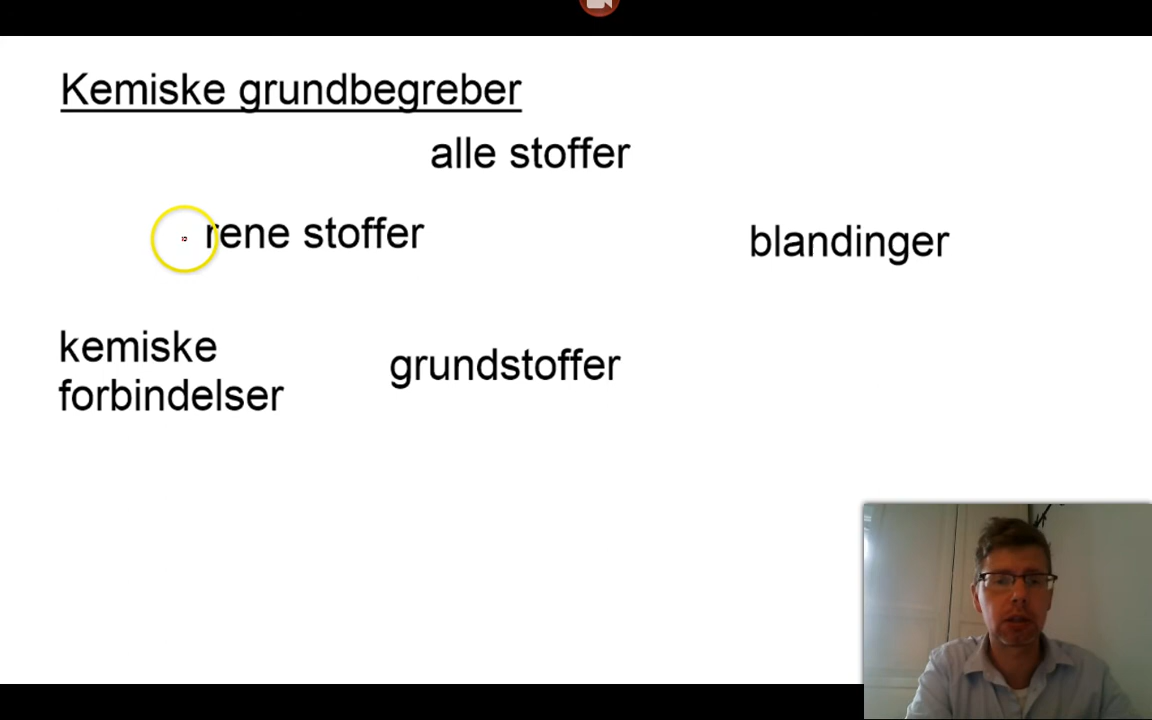 Kemiske grundbegreber
alle stoffer
rene stoffer
blandinger
kemiske
forbindelser
grundstoffer